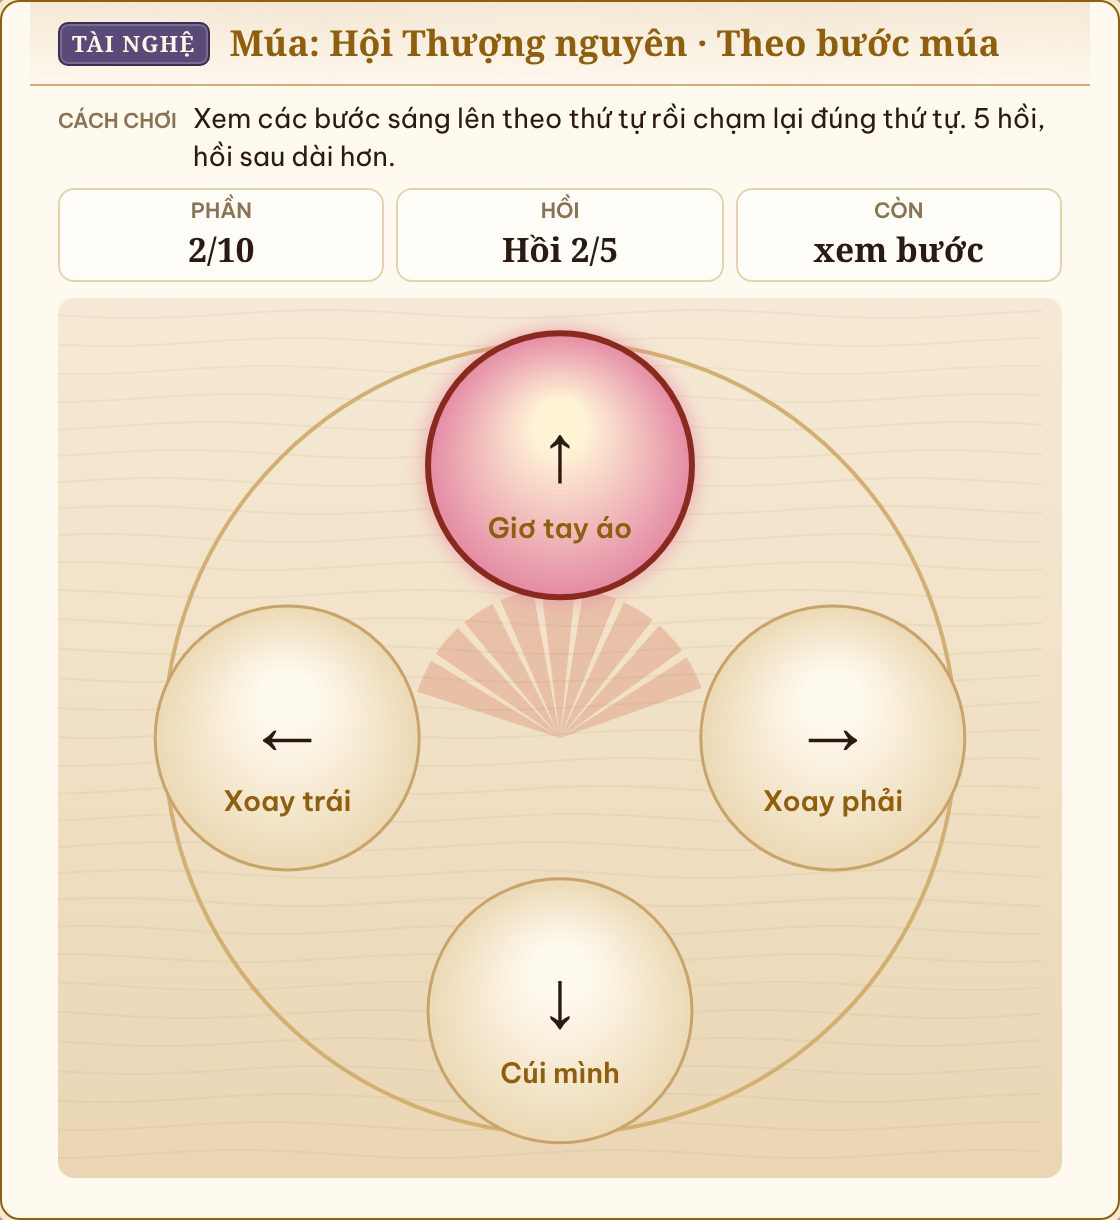 TÀI NGHỆ
Múa: Hội Thượng nguyên · Theo bước múa
CÁCH CHƠI
Xem các bước sáng lên theo thứ tự rồi chạm lại đúng thứ tự. 5 hồi,
hồi sau dài hơn.
PHẦN
2/10
HỒI
Hồi 2/5
CÒN
xem bước
↑
Giơ tay áo
←
Xoay trái
→
Xoay phải
↓
Cúi mình